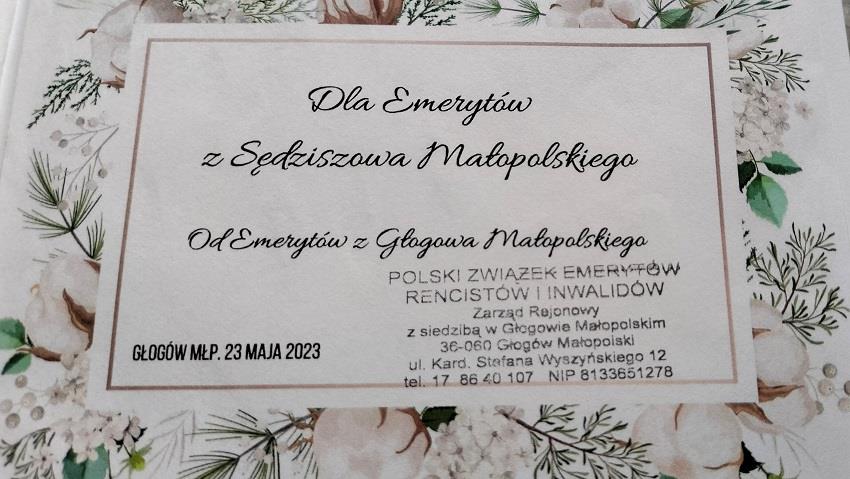 Dla Emerytów
z Sędziszowa Małopolskiego
Od Emerytów z Głogowa Małopolskiego
POLSKI ZWIĄZEK EMERYTÓW
RENCISTÓW I INWALIDÓW
Zarząd Rejonowy
z siedzibą w Głogowie Małopolskim
36-060 Głogów Małopolski
ul. Kard. Stefana Wyszyńskiego 12
tel. 17 86 40 107 NIP 8133651278
GŁOGÓW MŁP. 23 MAJA 2023